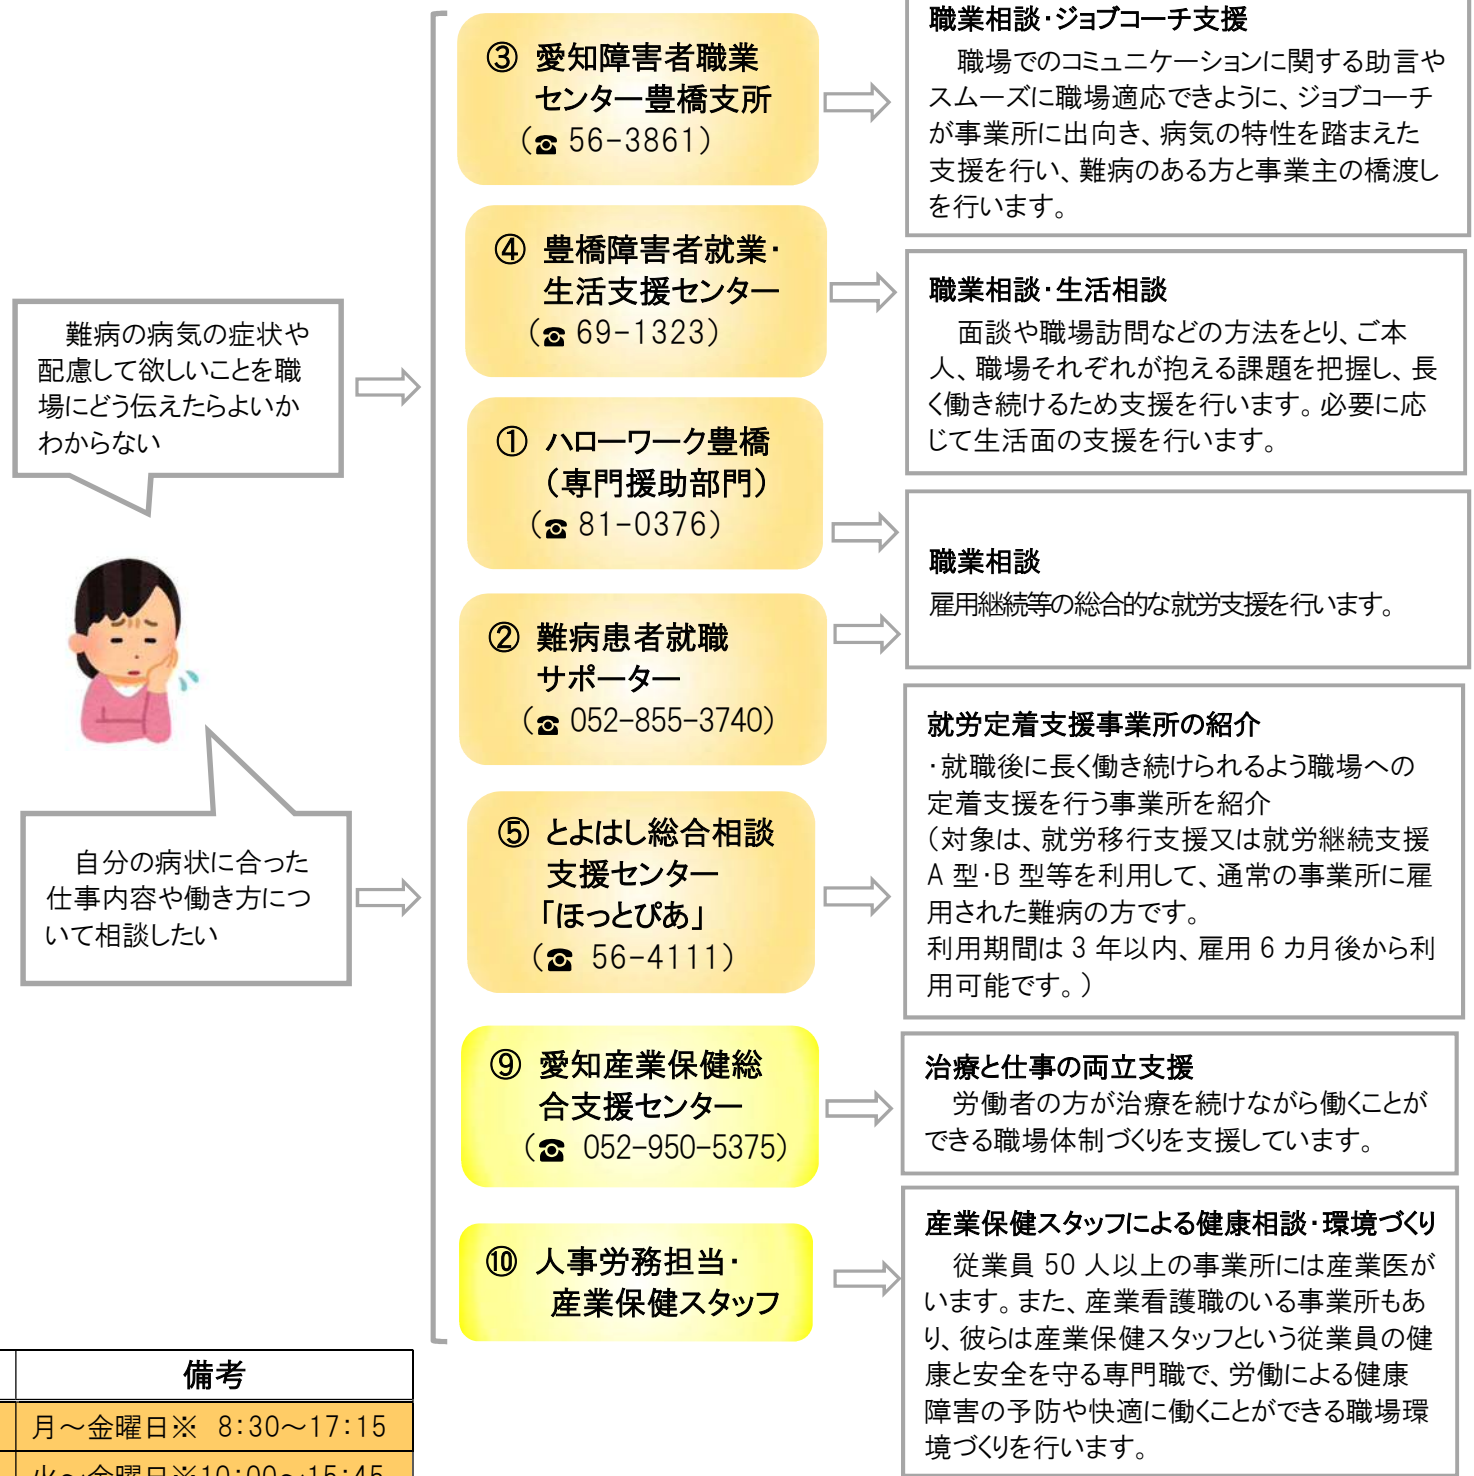 難病の病気の症状や
配慮して欲しいことを職
場にどう伝えたらよいか
わからない
自分の病状に合った
仕事内容や働き方につ
いて相談したい
③ 愛知障害者職業
センター豊橋支所
(☎ 56-3861)
職業相談・ジョブコーチ支援
職場でのコミュニケーションに関する助言や
スムーズに職場適応できように、ジョブコーチ
が事業所に出向き、病気の特性を踏まえた
支援を行い、難病のある方と事業主の橋渡し
を行います。
④ 豊橋障害者就業・
生活支援センター
(☎ 69-1323)
職業相談・生活相談
面談や職場訪問などの方法をとり、ご本
人、職場それぞれが抱える課題を把握し、長
く働き続けるため支援を行います。必要に応
じて生活面の支援を行います。
① ハローワーク豊橋
(専門援助部門)
(☎ 81-0376)
② 難病患者就職
サポーター
(☎ 052-855-3740)
職業相談
雇用継続等の総合的な就労支援を行います。
⑤ とよはし総合相談
支援センター
「ほっとぴあ」
(☎ 56-4111)
就労定着支援事業所の紹介
・就職後に長く働き続けられるよう職場への
定着支援を行う事業所を紹介
(対象は、就労移行支援又は就労継続支援
A 型・B 型等を利用して、通常の事業所に雇
用された難病の方です。
利用期間は 3 年以内、雇用 6 カ月後から利
用可能です。)
⑨ 愛知産業保健総
合支援センター
(☎ 052-950-5375)
治療と仕事の両立支援
労働者の方が治療を続けながら働くことが
できる職場体制づくりを支援しています。
⑩ 人事労務担当・
産業保健スタッフ
産業保健スタッフによる健康相談・環境づくり
従業員 50 人以上の事業所には産業医が
います。また、産業看護職のいる事業所もあ
り、彼らは産業保健スタッフという従業員の健
康と安全を守る専門職で、労働による健康
障害の予防や快適に働くことができる職場環
境づくりを行います。
備考
月～金曜日※ 8:30～17:15
火～金曜日※10:00～15:45